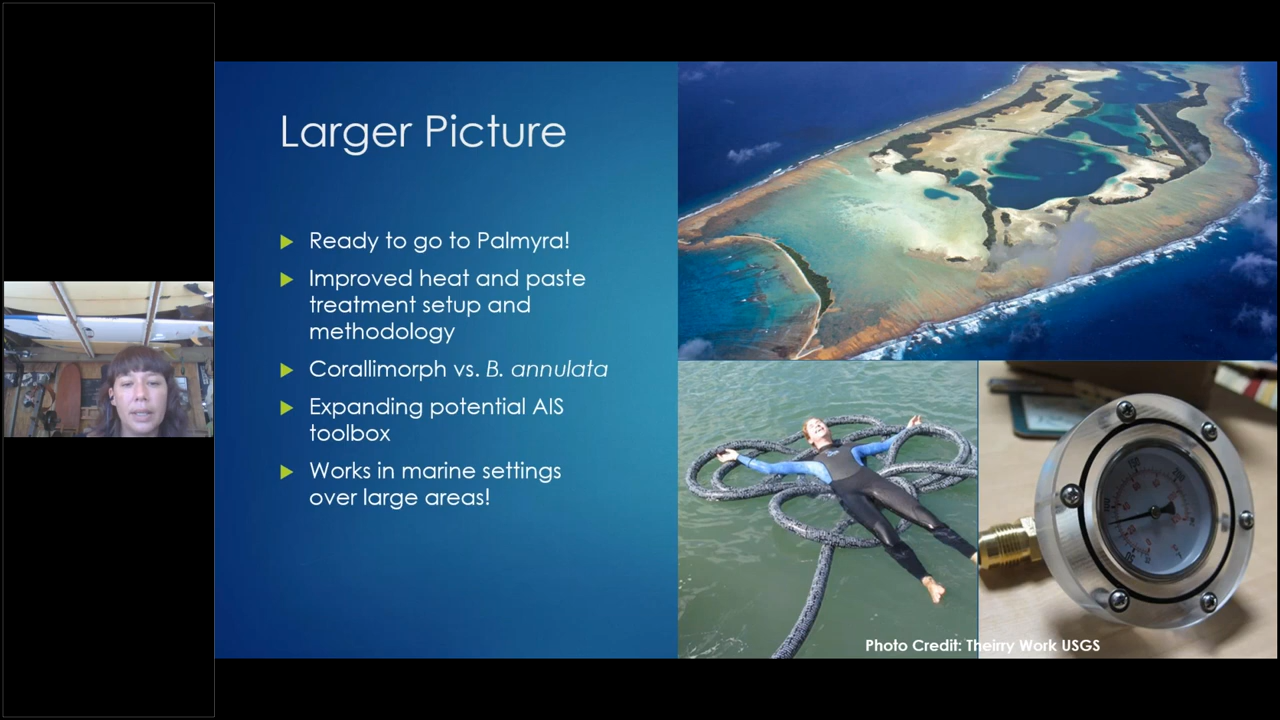 Larger Picture
Ready to go to Palmyra!
Improved heat and paste
treatment setup and
methodology
Corallimorph vs. B. annulata
Expanding potential AIS
toolbox
Works in marine settings
over large areas!
Photo Credit: Theirry Work USGS